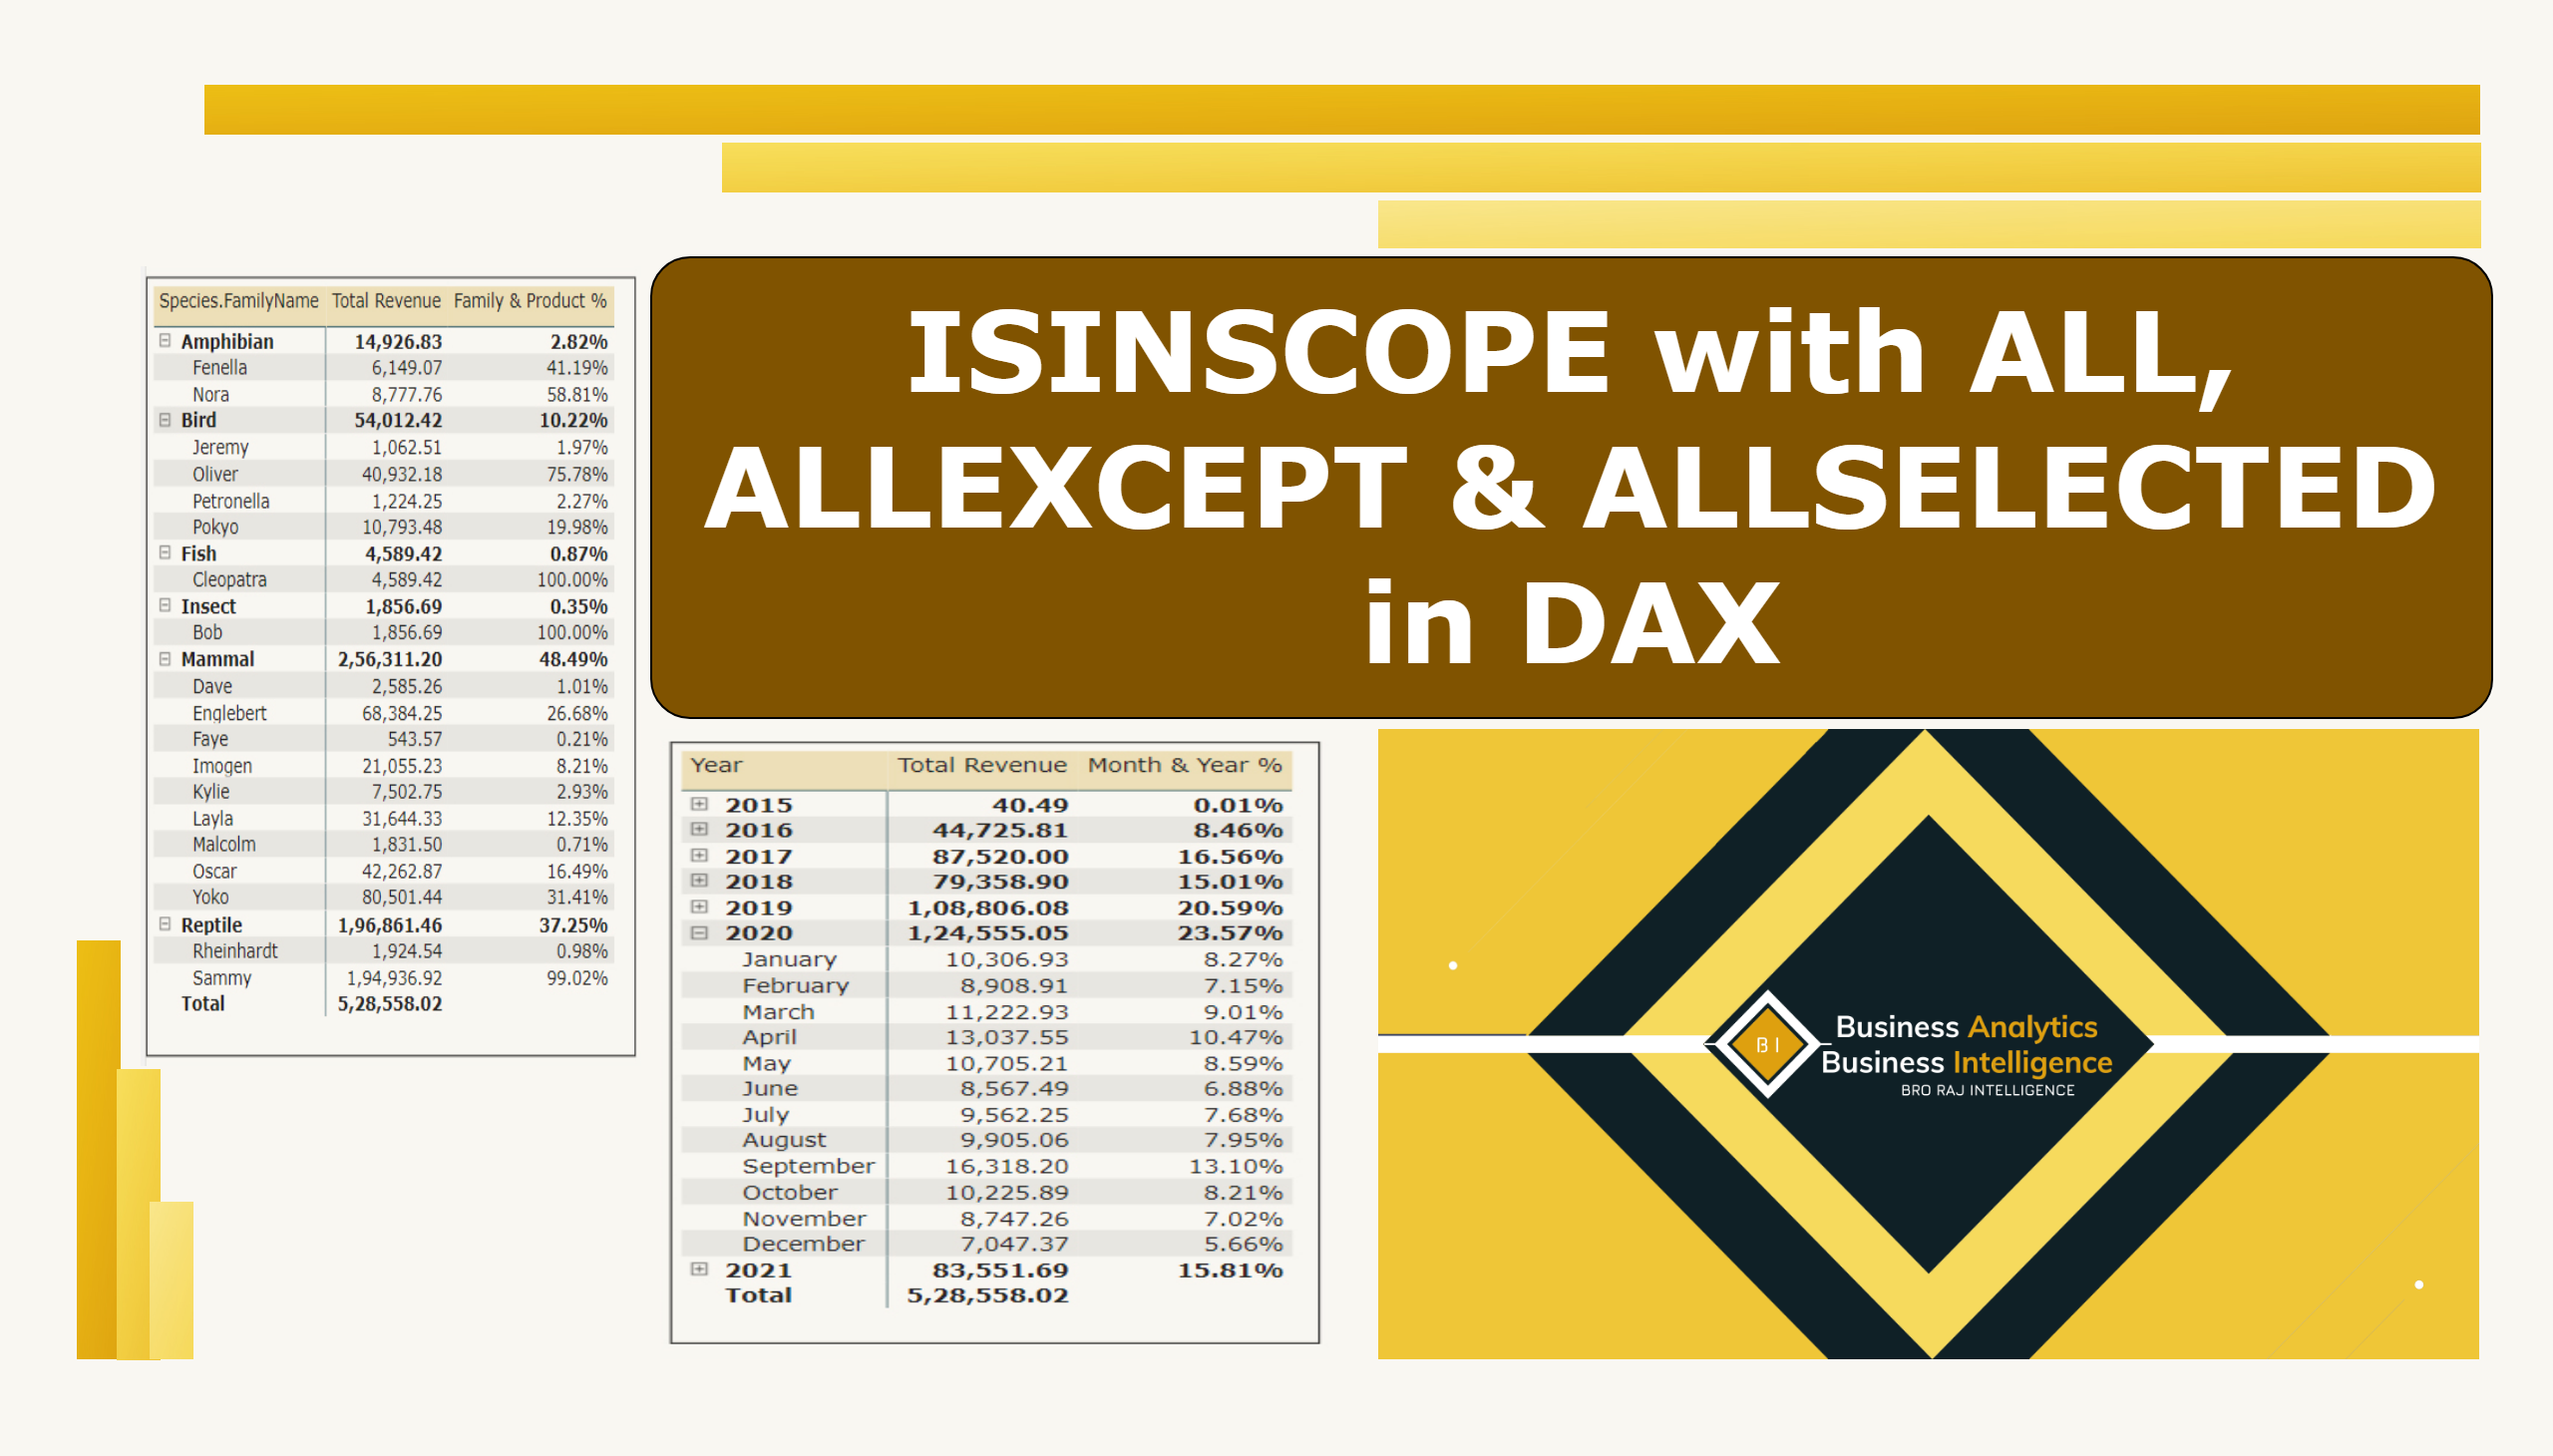 ISINSCOPE with ALL,
ALLEXCEPT & ALLSELECTED
in DAX
Species.FamilyName Total Revenue Family & Product %
Amphibian 14,926.83 2.82%
Fenella 6,149.07 41.19%
Nora 8,777.76 58.81%
Bird 54,012.42 10.22%
Jeremy 1,062.51 1.97%
Oliver 40,932.18 75.78%
Petronella 1,224.25 2.27%
Pokyo 10,793.48 19.98%
Fish 4,589.42 0.87%
Cleopatra 4,589.42 100.00%
Insect 1,856.69 0.35%
Bob 1,856.69 100.00%
Mammal 2,56,311.20 48.49%
Dave 2,585.26 1.01%
Englebert 68,384.25 26.68%
Faye 543.57 0.21%
Imogen 21,055.23 8.21%
Kylie 7,502.75 2.93%
Layla 31,644.33 12.35%
Malcolm 1,831.50 0.71%
Oscar 42,262.87 16.49%
Yoko 80,501.44 31.41%
Reptile 1,96,861.46 37.25%
Rheinhardt 1,924.54 0.98%
Sammy 1,94,936.92 99.02%
Total 5,28,558.02
Year Total Revenue Month & Year %
2015 40.49 0.01%
2016 44,725.81 8.46%
2017 87,520.00 16.56%
2018 79,358.90 15.01%
2019 1,08,806.08 20.59%
2020 1,24,555.05 23.57%
January 10,306.93 8.27%
February 8,908.91 7.15%
March 11,222.93 9.01%
April 13,037.55 10.47%
May 10,705.21 8.59%
June 8,567.49 6.88%
July 9,562.25 7.68%
August 9,905.06 7.95%
September 16,318.20 13.10%
October 10,225.89 8.21%
November 8,747.26 7.02%
December 7,047.37 5.66%
2021 83,551.69 15.81%
Total 5,28,558.02
BI
Business Analytics
Business Intelligence
BRO RAJ INTELLIGENCE